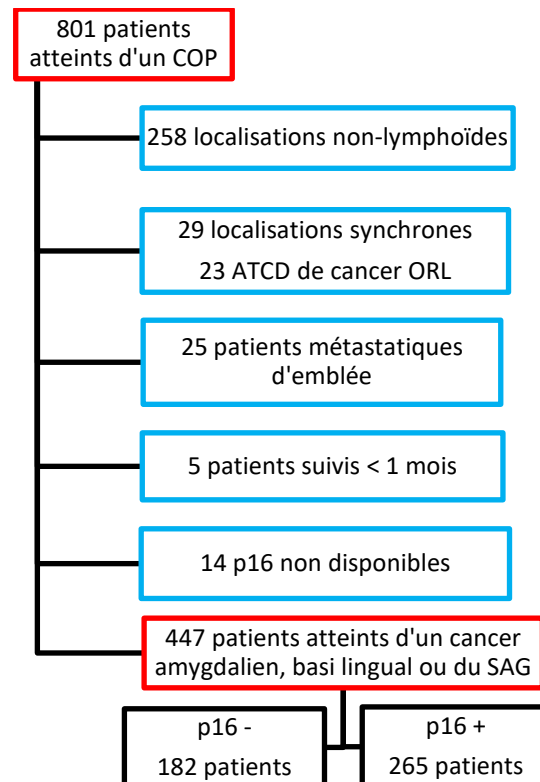 801 patients
atteints d'un COP
258 localisations non-lymphoïdes
29 localisations synchrones
23 ATCD de cancer ORL
25 patients métastatiques
d'emblée
5 patients suivis < 1 mois
14 p16 non disponibles
447 patients atteints d'un cancer
amygdalien, basi lingual ou du SAG
p16 -
182 patients
p16 +
265 patients